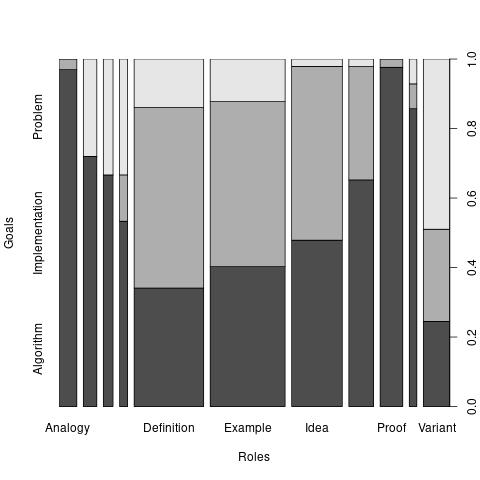 Goals
Problem
Implementation
Algorithm
1.0
0.8
0.6
0.4
0.2
0.0
Analogy Definition Example Idea Proof Variant
Roles